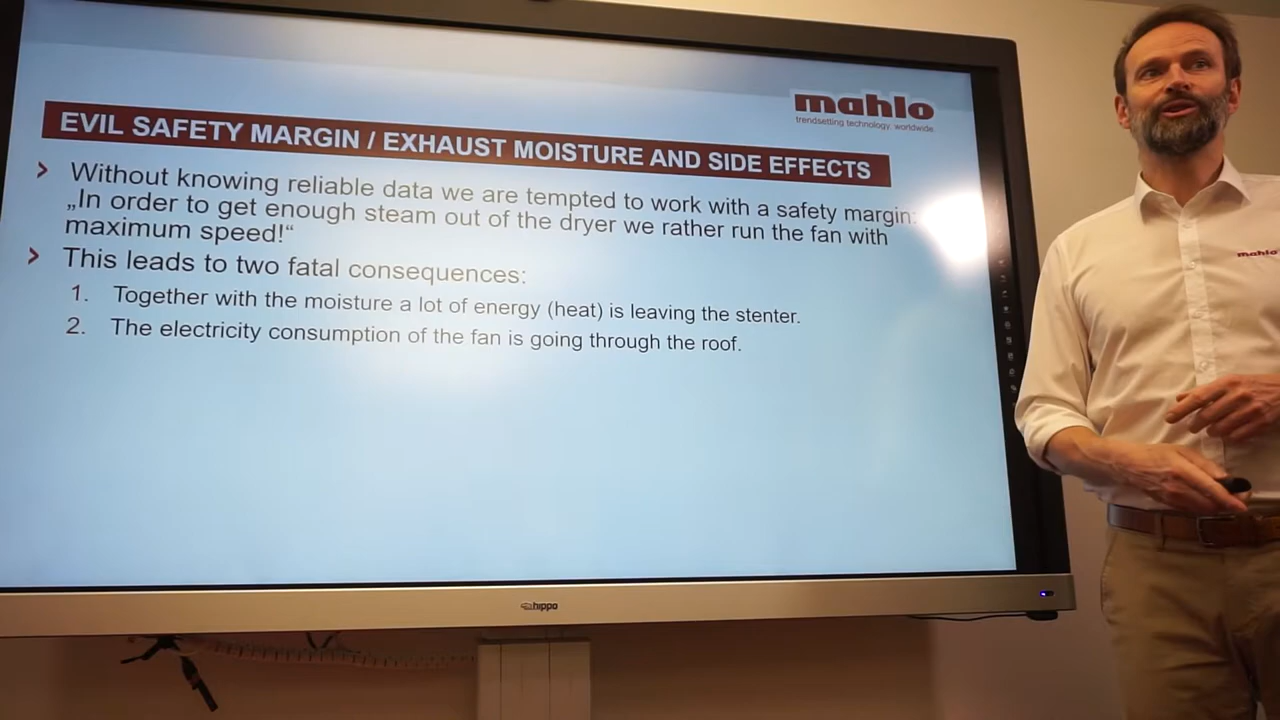 mahlo
trendsetting technology. worldwide.
EVIL SAFETY MARGIN / EXHAUST MOISTURE AND SIDE EFFECTS
› Without knowing reliable data we are tempted to work with a safety margin:
„In order to get enough steam out of the dryer we rather run the fan with
maximum speed!“
› This leads to two fatal consequences:
1. Together with the moisture a lot of energy (heat) is leaving the stenter.
2. The electricity consumption of the fan is going through the roof.
mahlo
hippo